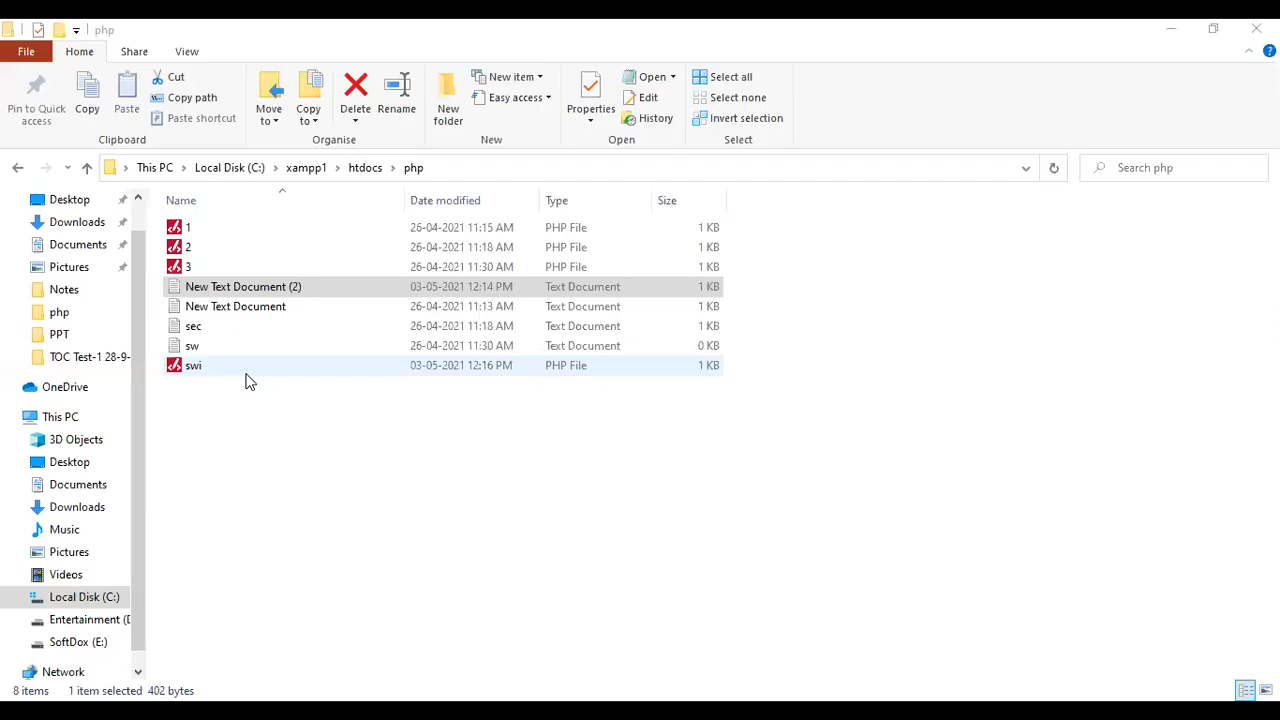 php
File Home Share View
Pin to Quick access
Copy
Paste
Cut
Copy path
Paste shortcut
Clipboard
Move to
Copy to
Delete
Rename
Organise
New folder
New item
Easy access
New
Properties
Open
Edit
History
Open
Select all
Select none
Invert selection
Select
This PC Local Disk (C:) xampp1 htdocs php
Search php
Desktop
Downloads
Documents
Pictures
Notes
php
PPT
TOC Test-1 28-9-
OneDrive
This PC
3D Objects
Desktop
Documents
Downloads
Music
Pictures
Videos
Local Disk (C:)
Entertainment (D
SoftDox (E:)
Network
Name Date modified Type Size
1 26-04-2021 11:15 AM PHP File 1 KB
2 26-04-2021 11:18 AM PHP File 1 KB
3 26-04-2021 11:30 AM PHP File 1 KB
New Text Document (2) 03-05-2021 12:14 PM Text Document 1 KB
New Text Document 26-04-2021 11:13 AM Text Document 1 KB
sec 26-04-2021 11:18 AM Text Document 1 KB
sw 26-04-2021 11:30 AM Text Document 0 KB
swi 03-05-2021 12:16 PM PHP File 1 KB
8 items 1 item selected 402 bytes